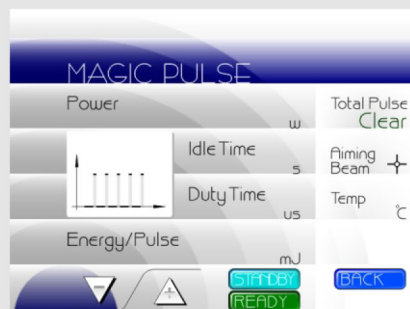 MAGIC PULSE
Power
W
Total Pulse
Clear
Idle Time
s
Aiming
Beam
Duty Time
us
Temp
°C
Energy/Pulse
mJ
STANDBY
BACK
READY